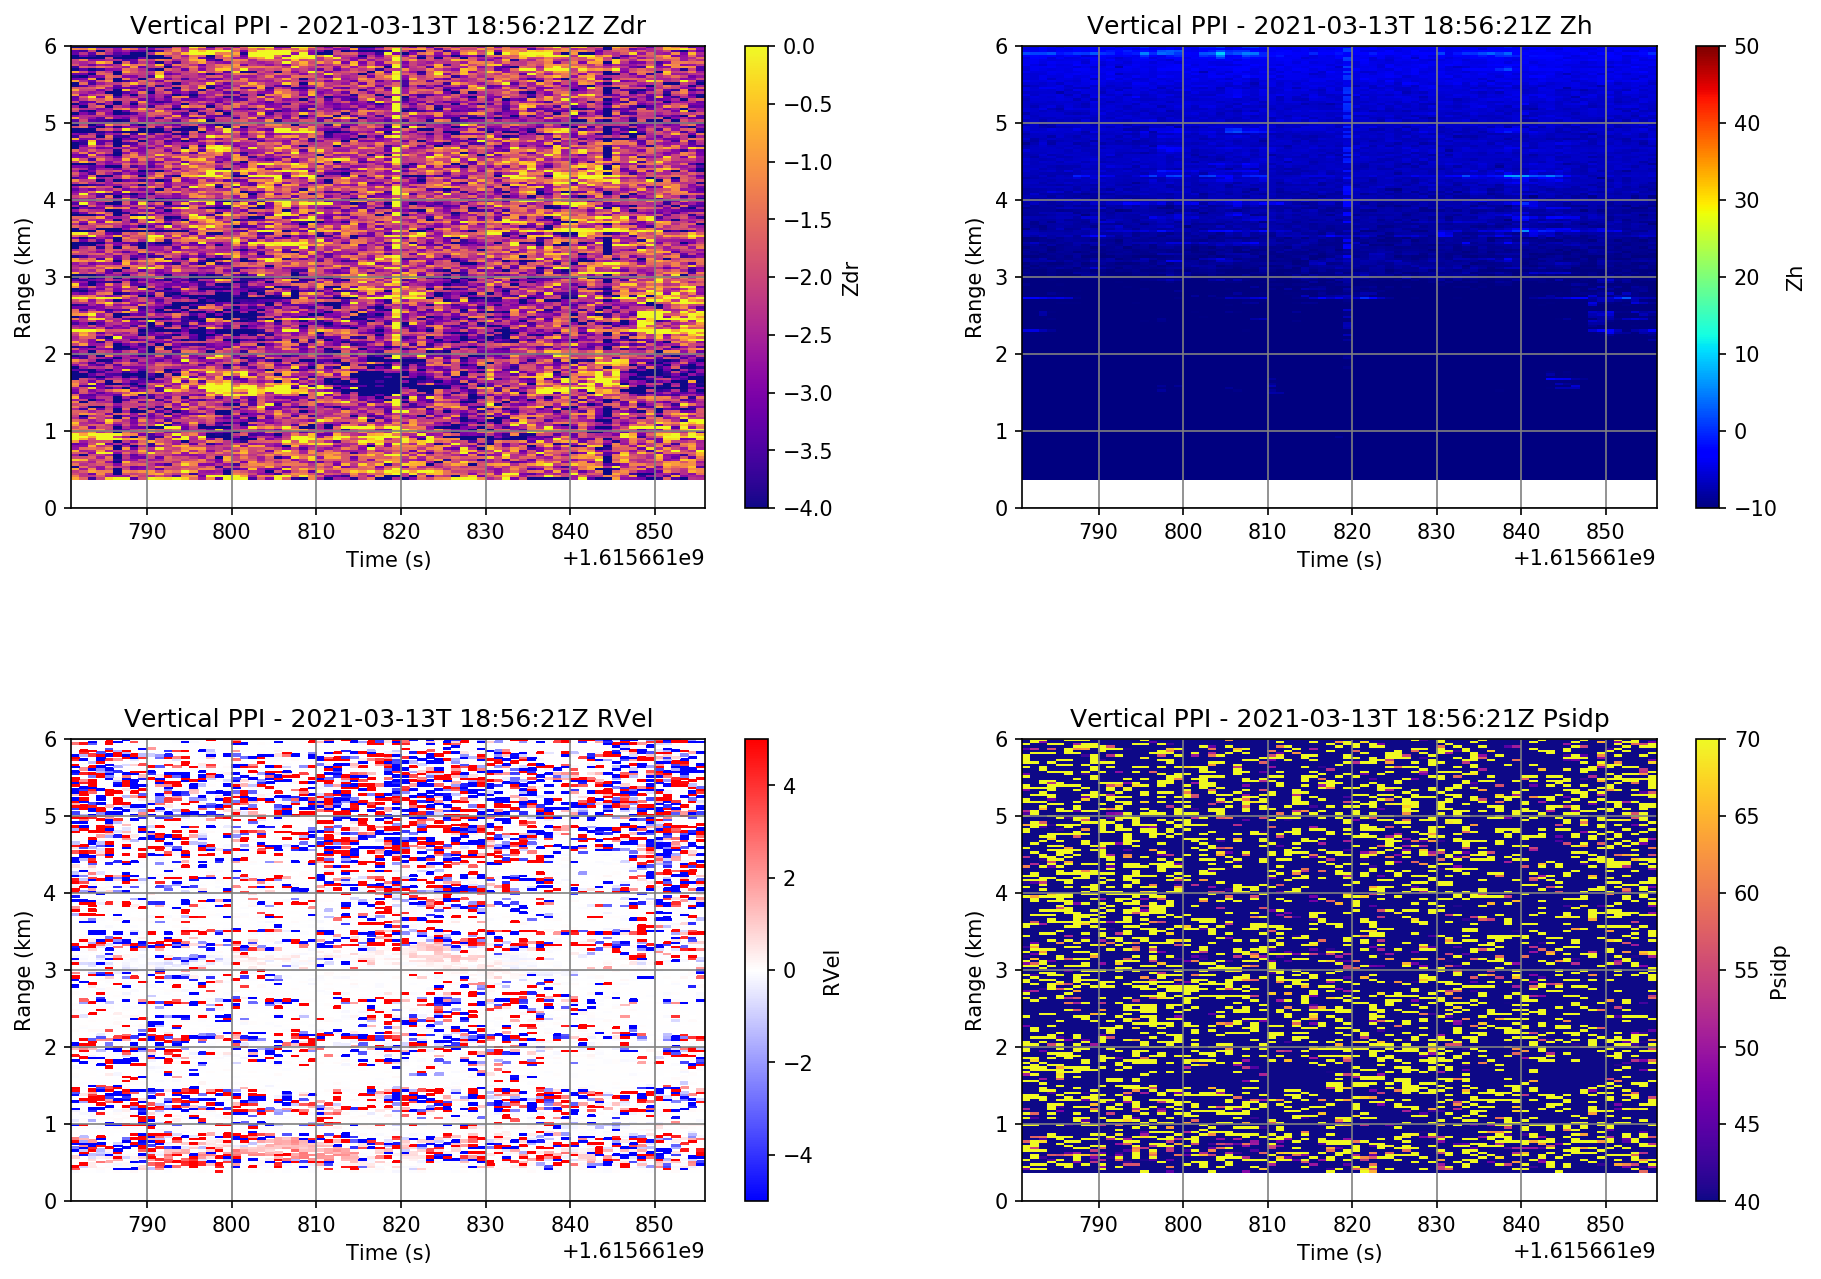 Vertical PPI - 2021-03-13T 18:56:21Z Zdr
6
5
4
3
2
1
0
Range (km)
790 800 810 820 830 840 850
Time (s)
+1.615661e9
0.0
−0.5
−1.0
−1.5
−2.0
−2.5
−3.0
−3.5
−4.0
Zdr
Vertical PPI - 2021-03-13T 18:56:21Z Zh
6
5
4
3
2
1
0
Range (km)
790 800 810 820 830 840 850
Time (s)
+1.615661e9
50
40
30
20
10
0
−10
Zh
Vertical PPI - 2021-03-13T 18:56:21Z RVel
6
5
4
3
2
1
0
Range (km)
790 800 810 820 830 840 850
Time (s)
+1.615661e9
4
2
0
−2
−4
RVel
Vertical PPI - 2021-03-13T 18:56:21Z Psidp
6
5
4
3
2
1
0
Range (km)
790 800 810 820 830 840 850
Time (s)
+1.615661e9
70
65
60
55
50
45
40
Psidp